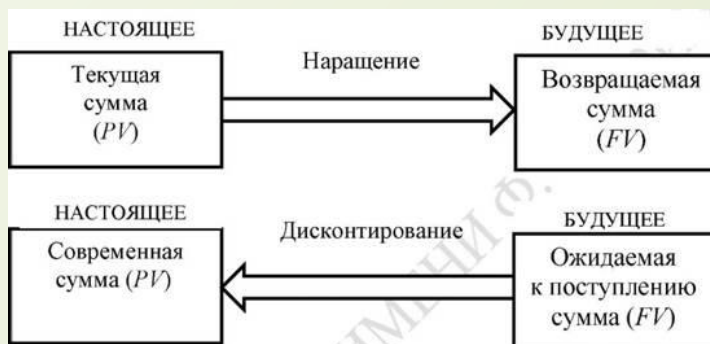 НАСТОЯЩЕЕ
БУДУЩЕЕ
Текущая
сумма
(PV)
Наращение
Возвращаемая
сумма
(FV)
НАСТОЯЩЕЕ
БУДУЩЕЕ
Современная
сумма (PV)
Дисконтирование
Ожидаемая
к поступлению
сумма (FV)
ИМЕНИ Ф.